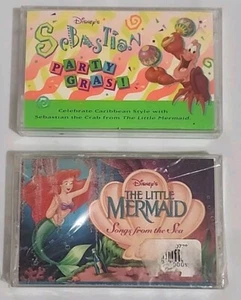 Disney's
SEBASTIAN
PARTY
GRAS!
Celebrate Caribbean Style with
Sebastian the Crab from The Little Mermaid.
Disney's
THE LITTLE
MERMAID
Songs from the Sea